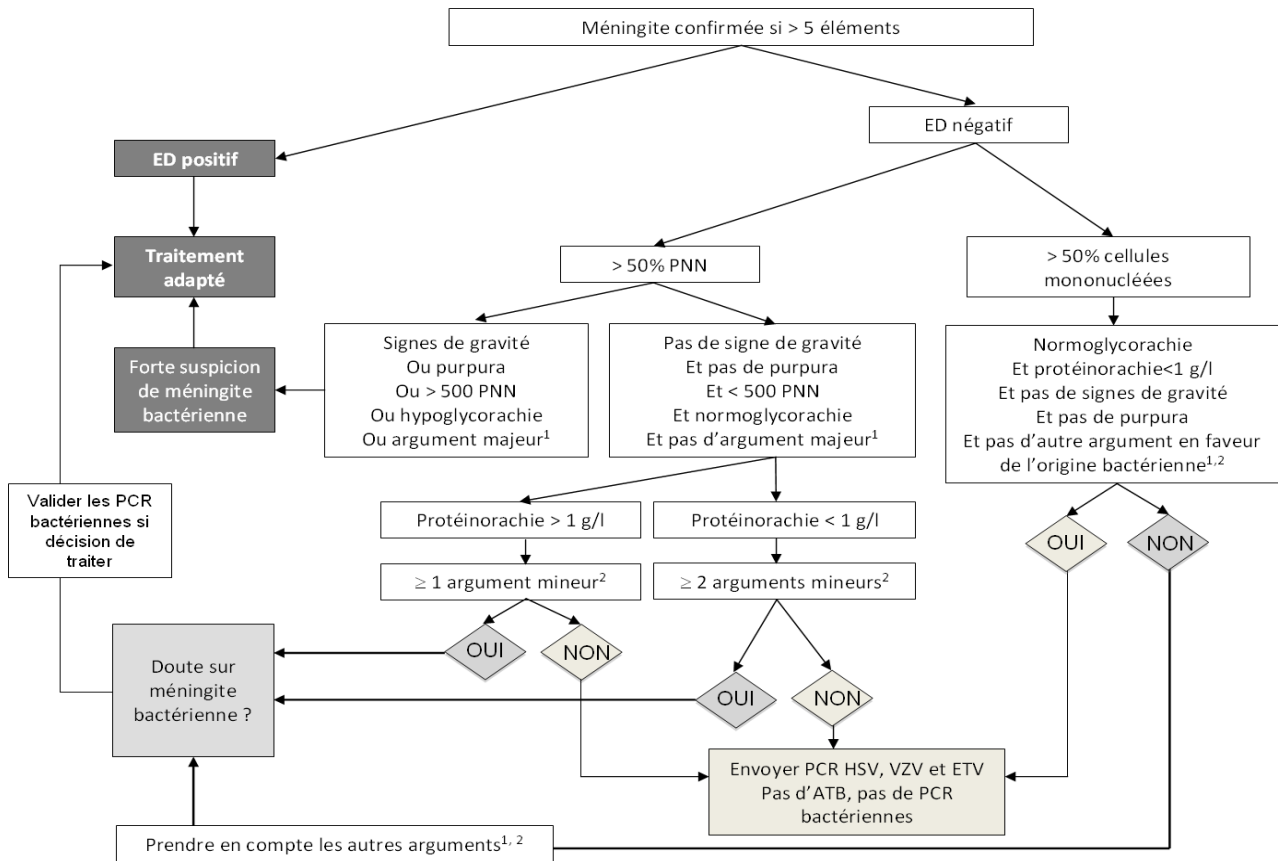 Méningite confirmée si > 5 éléments
ED négatif
ED positif
Traitement
adapté
> 50% PNN
> 50% cellules
mononucléées
Forte suspicion
de méningite
bactérienne
Signes de gravité
Ou purpura
Ou > 500 PNN
Ou hypoglycorachie
Ou argument majeur¹
Pas de signe de gravité
Et pas de purpura
Et < 500 PNN
Et normoglycorachie
Et pas d’argument majeur¹
Normoglycorachie
Et protéinorachie<1 g/l
Et pas de signes de gravité
Et pas de purpura
Et pas d’autre argument en faveur
de l’origine bactérienne¹,²
Valider les PCR
bactériennes si
décision de
traiter
Protéinorachie > 1 g/l
Protéinorachie < 1 g/l
OUI
NON
≥ 1 argument mineur²
≥ 2 arguments mineurs²
OUI
NON
Doute sur
méningite
bactérienne ?
OUI
NON
Envoyer PCR HSV, VZV et ETV
Pas d’ATB, pas de PCR
bactériennes
Prendre en compte les autres arguments¹, ²